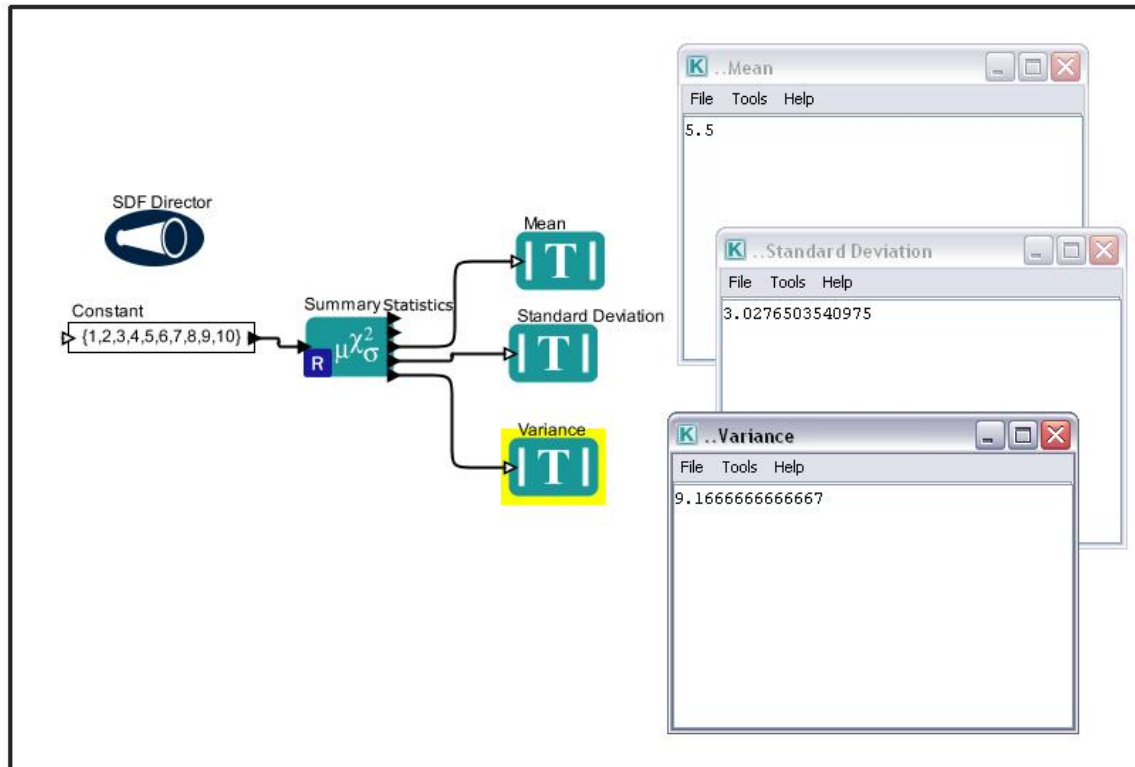 SDF Director
Constant
{1,2,3,4,5,6,7,8,9,10}
Summary Statistics
R μχ²σ
Mean
T
Standard Deviation
T
Variance
T
K ..Mean
File Tools Help
5.5
K ..Standard Deviation
File Tools Help
3.0276503540975
K ..Variance
File Tools Help
9.1666666666667